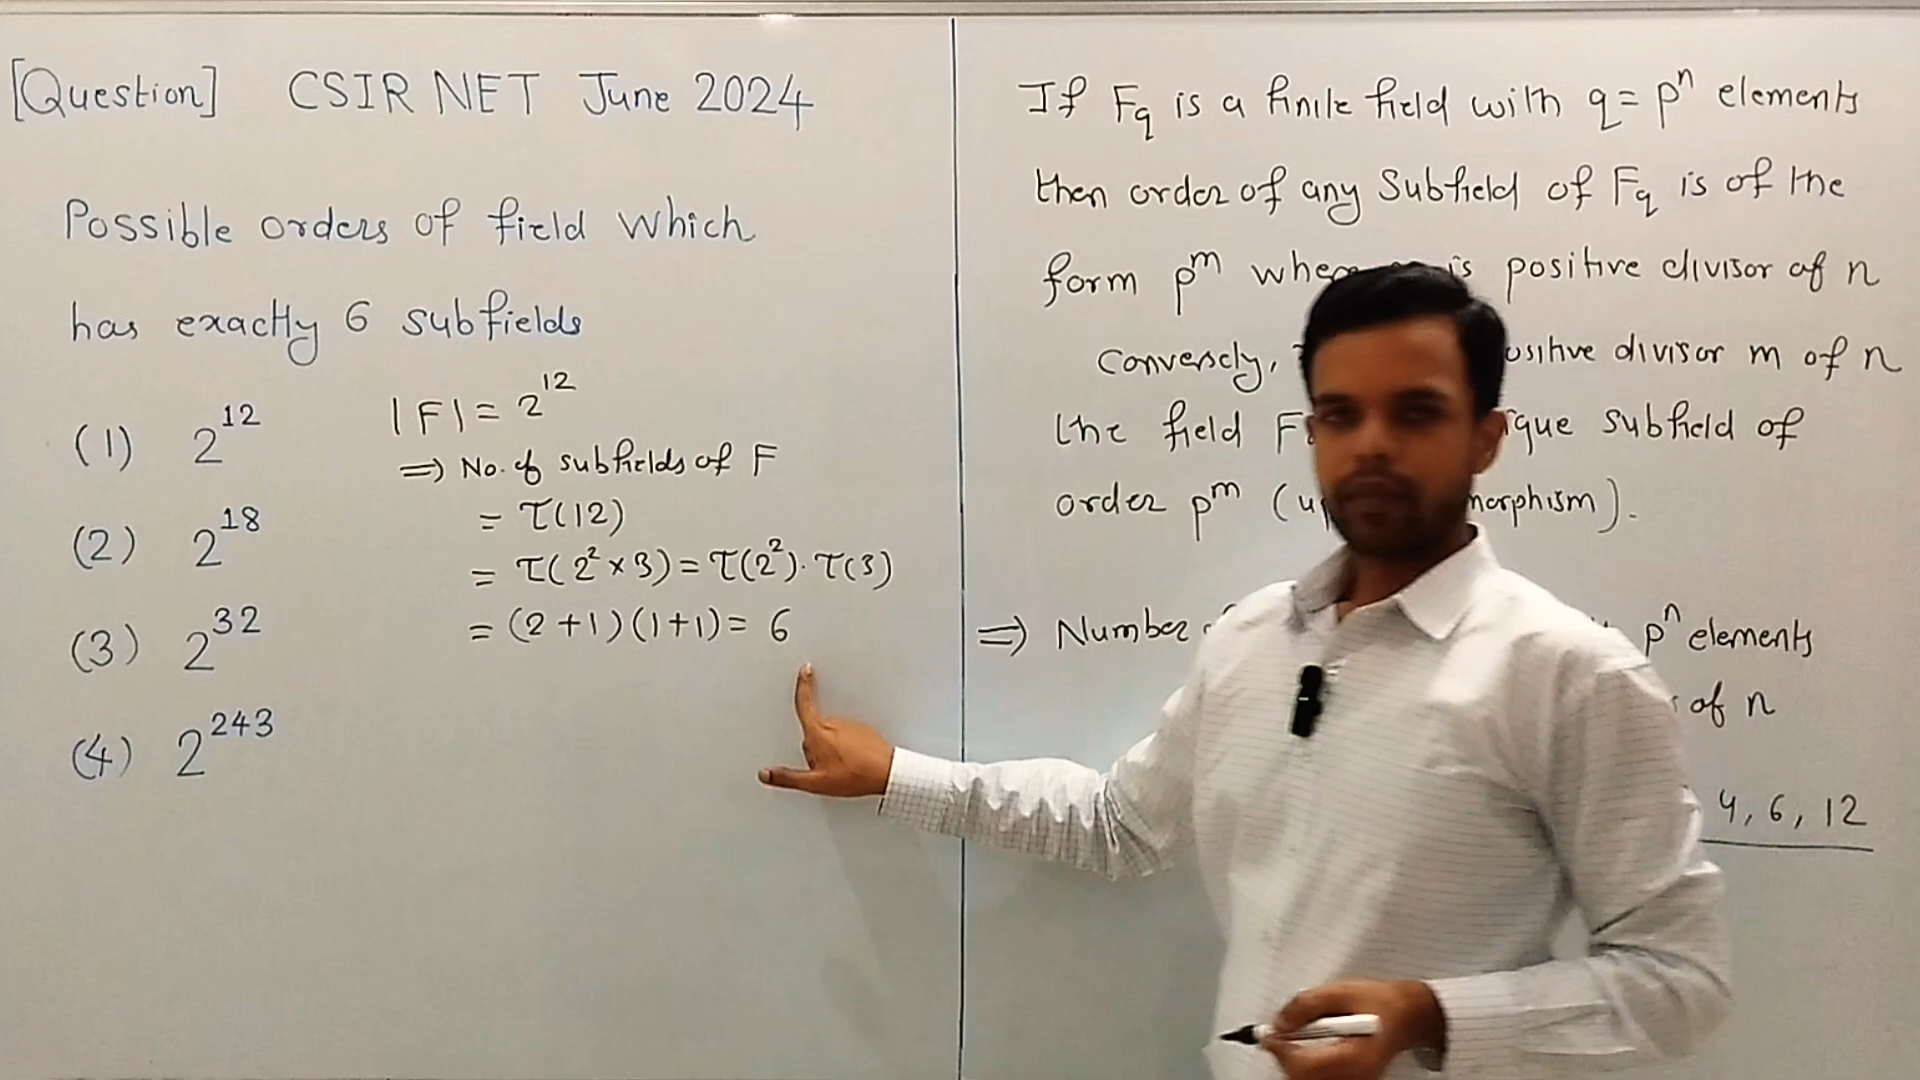 [Question] CSIR NET June 2024
Possible orders of field which
has exactly 6 subfields
(1) 2^12
(2) 2^18
(3) 2^32
(4) 2^243
|F| = 2^12
⇒ No. of subfields of F
= τ(12)
= τ(2^2 × 3) = τ(2^2) · τ(3)
= (2+1)(1+1) = 6
If F_q is a finite field with q = p^n elements
then order of any Subfield of F_q is of the
form p^m where is positive divisor of n
Conversely, positive divisor m of n
the field F unique subfield of
order p^m (up morphism).
⇒ Number p^n elements
of n
4, 6, 12